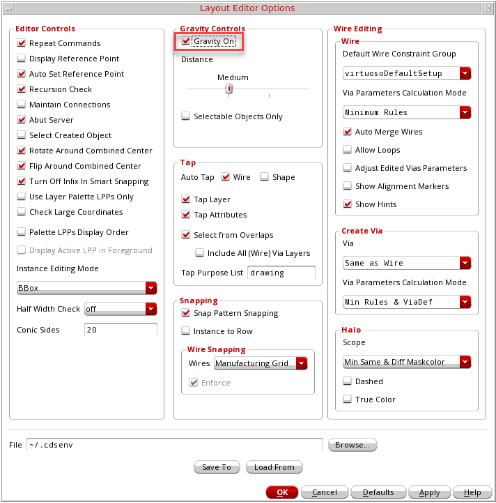 Layout Editor Options
Editor Controls
Repeat Commands
Display Reference Point
Auto Set Reference Point
Recursion Check
Maintain Connections
Abut Server
Select Created Object
Rotate Around Combined Center
Flip Around Combined Center
Turn Off Infix In Smart Snapping
Use Layer Palette LPPs Only
Check Large Coordinates
Palette LPPs Display Order
Display Active LPP in Foreground
Instance Editing Mode
BBox
Half Width Check off
Conic Sides 20
Gravity Controls
Gravity On
Distance
Medium
Selectable Objects Only
Tap
Auto Tap Wire Shape
Tap Layer
Tap Attributes
Select from Overlaps
Include All (Wire) Via Layers
Tap Purpose List drawing
Snapping
Snap Pattern Snapping
Instance to Row
Wire Snapping
Wires Manufacturing Grid
Enforce
Wire Editing
Wire
Default Wire Constraint Group
virtuosoDefaultSetup
Via Parameters Calculation Mode
Minimum Rules
Auto Merge Wires
Allow Loops
Adjust Edited Vias Parameters
Show Alignment Markers
Show Hints
Create Via
Via
Same as Wire
Via Parameters Calculation Mode
Min Rules & ViaDef
Halo
Scope
Min Same & Diff Maskcolor
Dashed
True Color
File ~/.cdsenv Browse...
Save To Load From
OK Cancel Defaults Apply Help